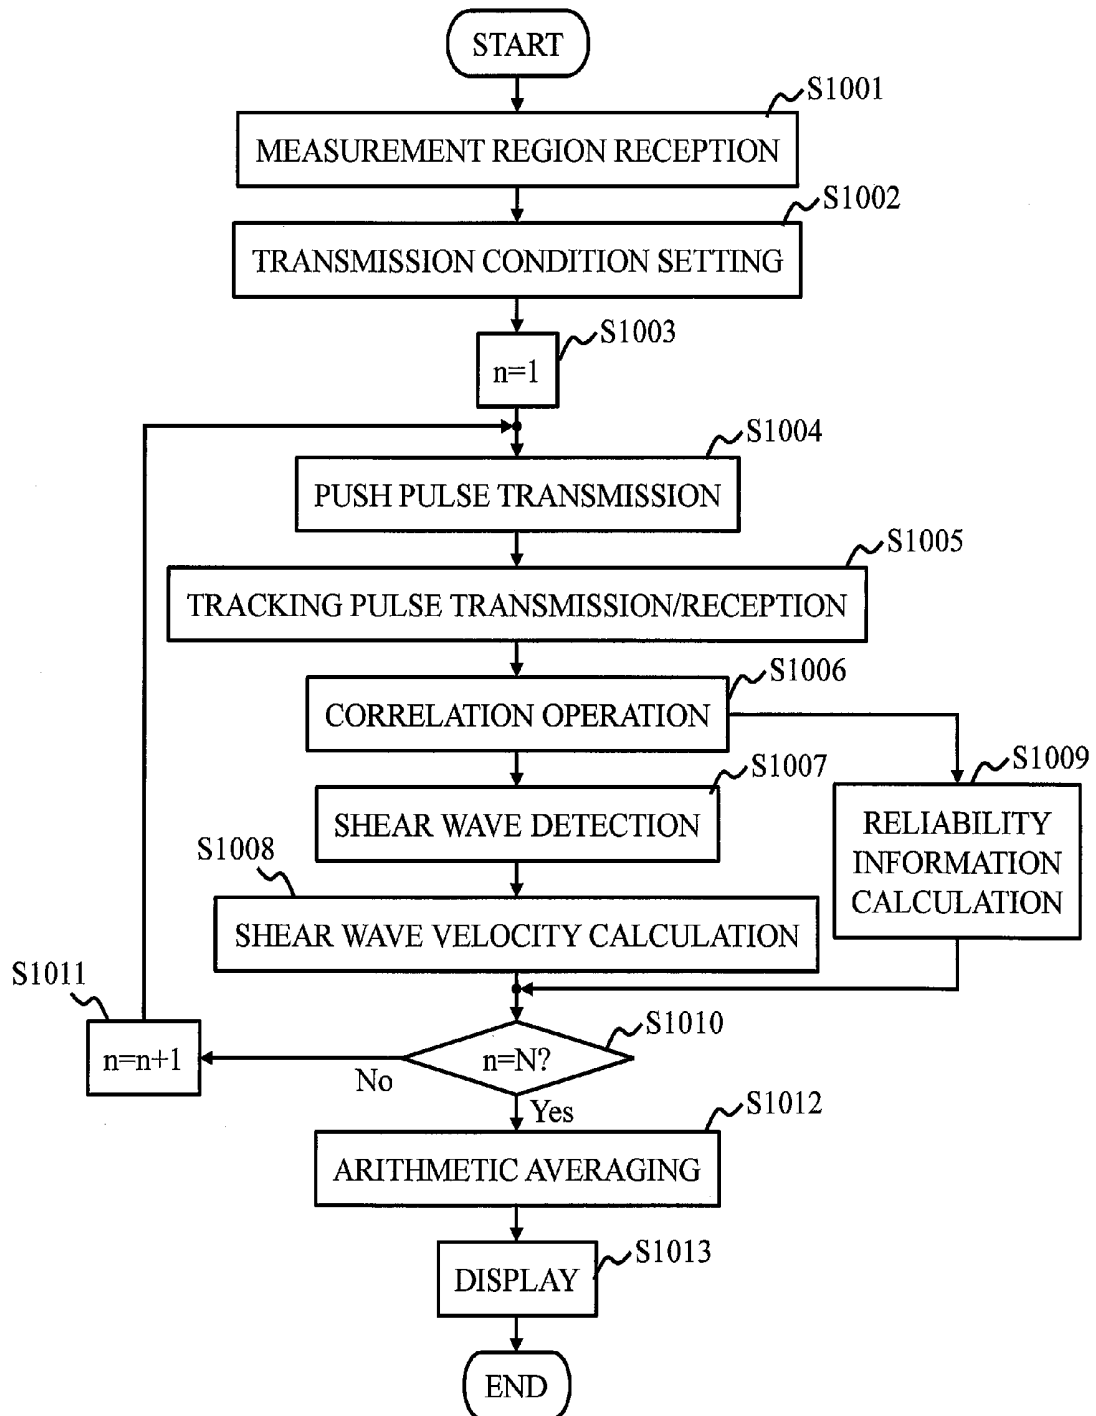 START
S1001
MEASUREMENT REGION RECEPTION
S1002
TRANSMISSION CONDITION SETTING
S1003
n=1
S1004
PUSH PULSE TRANSMISSION
S1005
TRACKING PULSE TRANSMISSION/RECEPTION
S1006
CORRELATION OPERATION
S1007
SHEAR WAVE DETECTION
S1009
RELIABILITY
INFORMATION
CALCULATION
S1008
SHEAR WAVE VELOCITY CALCULATION
S1011
n=n+1
S1010
n=N?
No
Yes
S1012
ARITHMETIC AVERAGING
S1013
DISPLAY
END